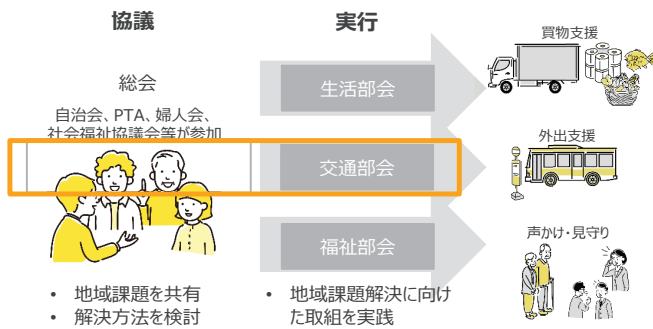 協議
総会
自治会、PTA、婦人会、
社会福祉協議会等が参加
• 地域課題を共有
• 解決方法を検討
実行
生活部会
交通部会
福祉部会
• 地域課題解決に向け
た取組を実践
買物支援
外出支援
声かけ・見守り